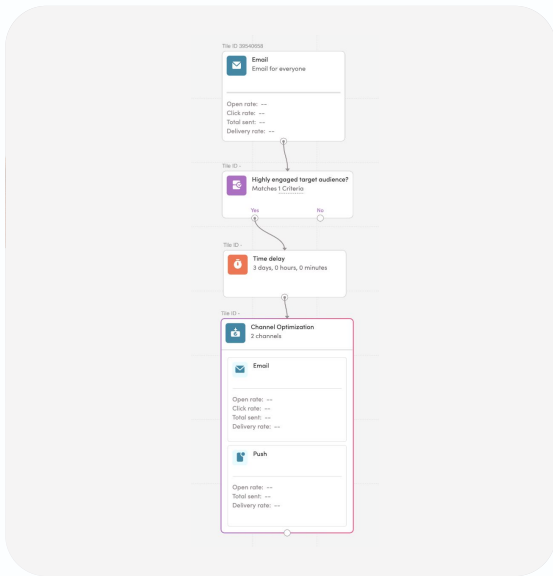 Tile ID 38540658
Email
Email for everyone
Open rate: --
Click rate: --
Total sent: --
Delivery rate: --
Tile ID -
Highly engaged target audience?
Matches 1 Criteria
Yes No
Tile ID -
Time delay
3 days, 0 hours, 0 minutes
Tile ID -
Channel Optimization
2 channels
Email
Open rate: --
Click rate: --
Total sent: --
Delivery rate: --
Push
Open rate: --
Total sent: --
Delivery rate: --